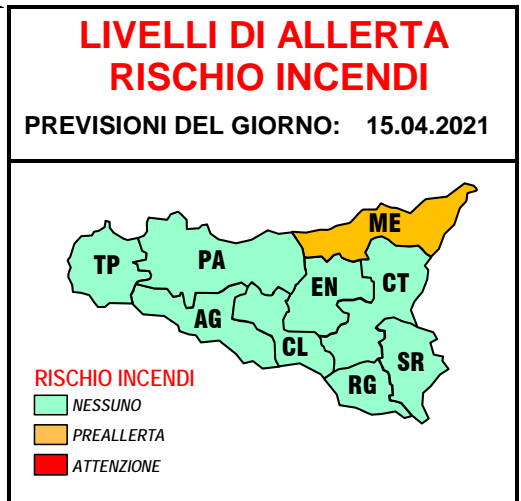 LIVELLI DI ALLERTA
RISCHIO INCENDI
PREVISIONI DEL GIORNO: 15.04.2021
ME
TP
PA
EN
CT
AG
CL
SR
RG
RISCHIO INCENDI
NESSUNO
PREALLERTA
ATTENZIONE